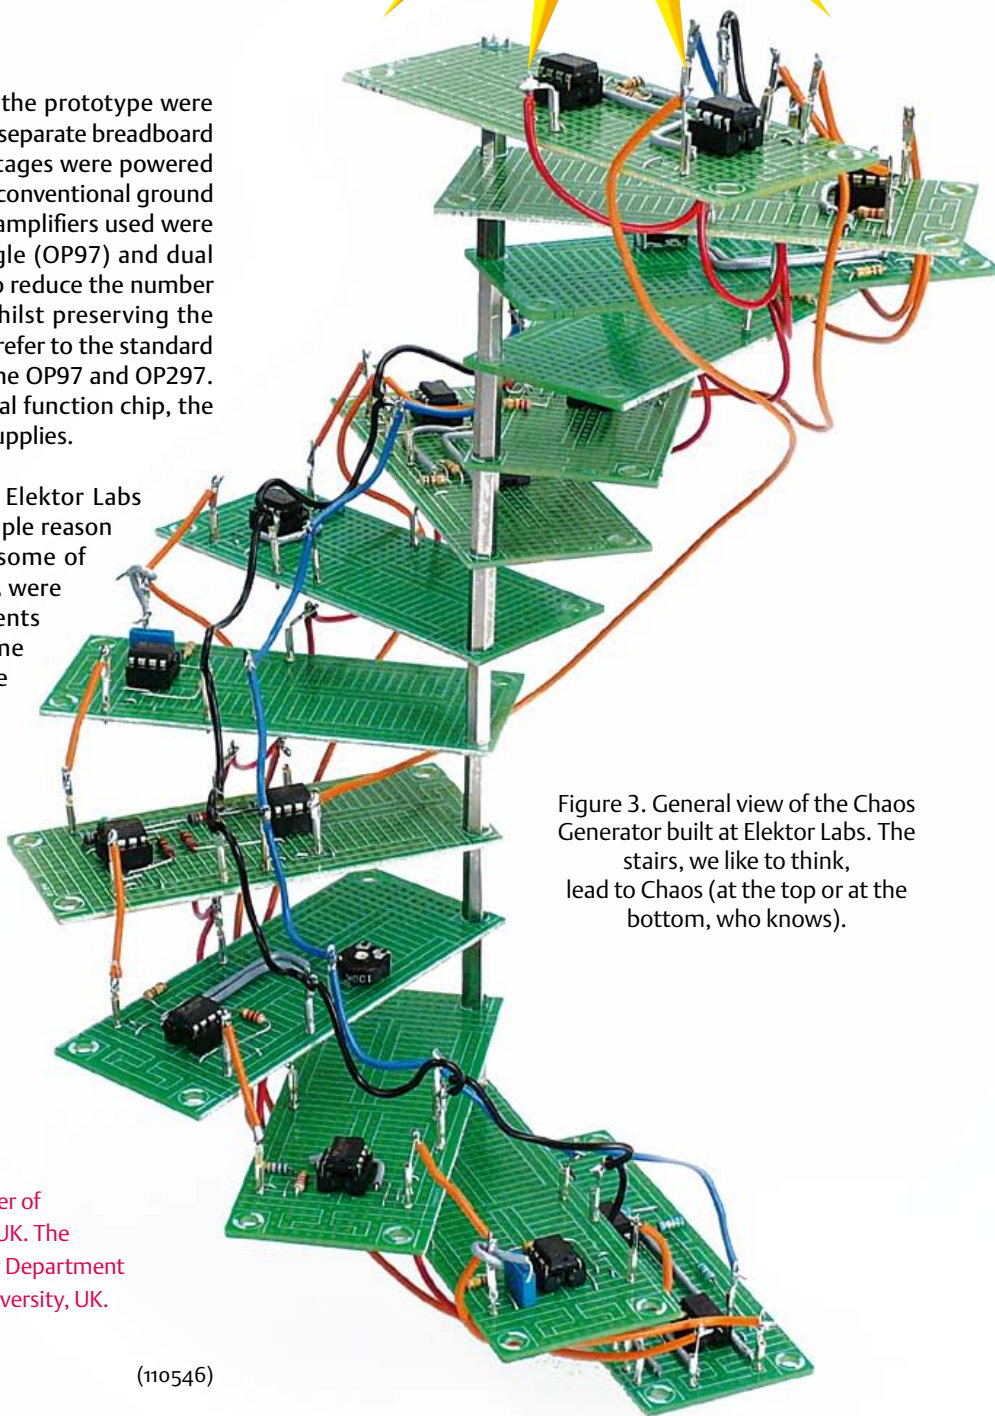 the prototype were
separate breadboard
tages were powered
conventional ground
amplifiers used were
gle (OP97) and dual
o reduce the number
hilst preserving the
refer to the standard
ne OP97 and OP297.
al function chip, the
upplies.
Elektor Labs
ple reason
some of
were
ents
me
e
Figure 3. General view of the Chaos
Generator built at Elektor Labs. The
stairs, we like to think,
lead to Chaos (at the top or at the
bottom, who knows).
er of
UK. The
Department
versity, UK.
(110546)